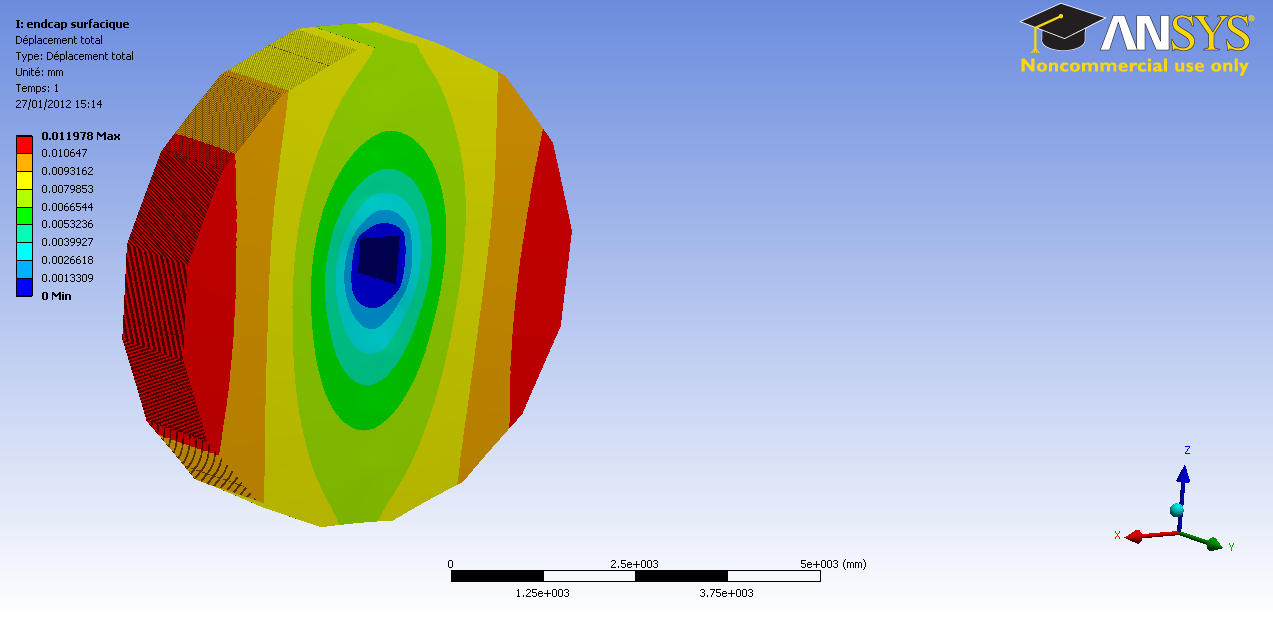 I: endcap surfacique
Déplacement total
Type: Déplacement total
Unité: mm
Temps: 1
27/01/2012 15:14
0.011978 Max
0.010647
0.0093162
0.0079853
0.0066544
0.0053236
0.0039927
0.0026618
0.0013309
0 Min
ANSYS®
Noncommercial use only
Z
X
Y
0 2.5e+003 5e+003 (mm)
1.25e+003 3.75e+003